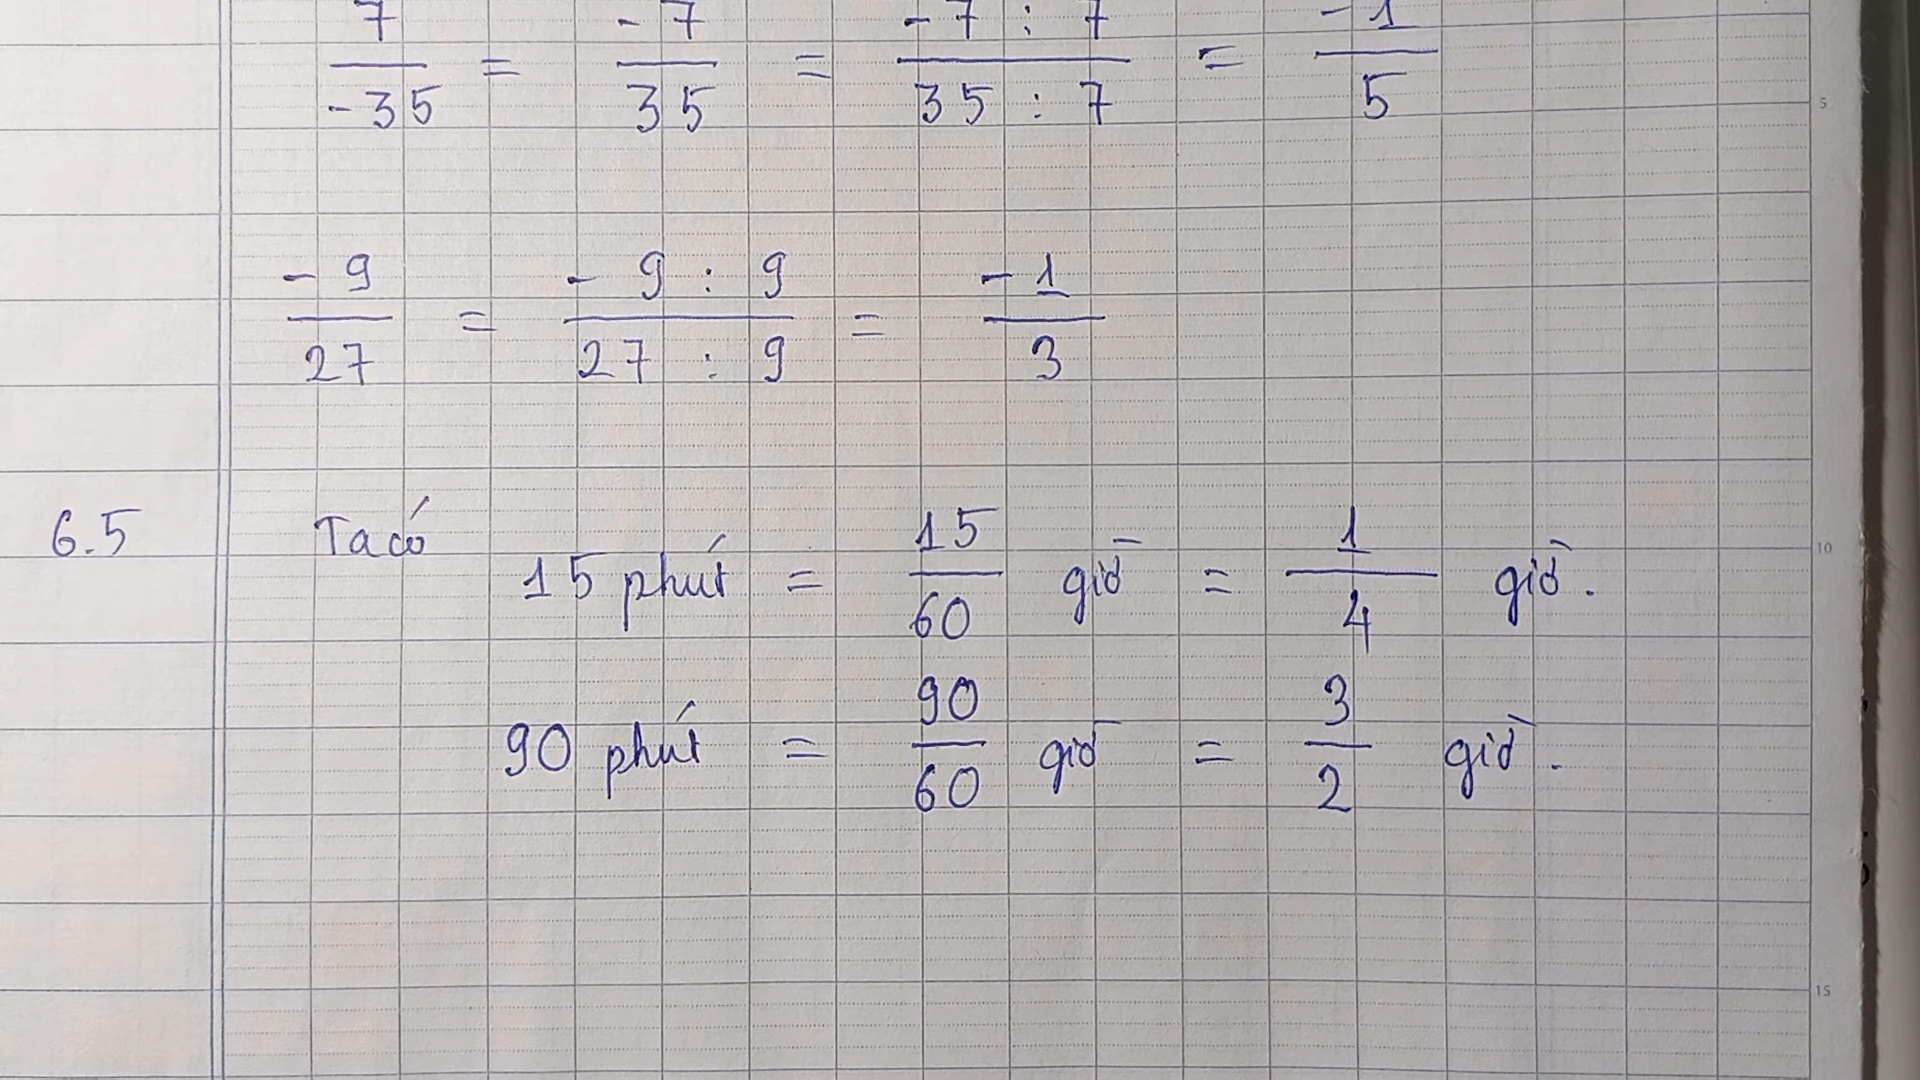 7/-35 = -7/35 = -7 : 7/35 : 7 = -1/5
5
-9/27 = -9 : 9/27 : 9 = -1/3
6.5 Ta có
15 phút = 15/60 giờ = 1/4 giờ.
10
90 phút = 90/60 giờ = 3/2 giờ.
15